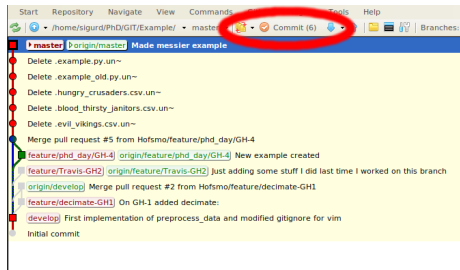 Start Repository Navigate View Commands Tools Help
/home/sigurd/PhD/GIT/Example/ master Commit (6) Branches:
master origin/master Made messier example
Delete .example.py.un~
Delete .example_old.py.un~
Delete .hungry_crusaders.csv.un~
Delete .blood_thirsty_janitors.csv.un~
Delete .evil_vikings.csv.un~
Merge pull request #5 from Hofsmo/feature/phd_day/GH-4
feature/phd_day/GH-4 origin/feature/phd_day/GH-4 New example created
feature/Travis-GH2 origin/feature/Travis-GH2 Just adding some stuff I did last time I worked on this branch
origin/develop Merge pull request #2 from Hofsmo/feature/decimate-GH1
feature/decimate-GH1 On GH-1 added decimate:
develop First implementation of preprocess_data and modified gitignore for vim
Initial commit